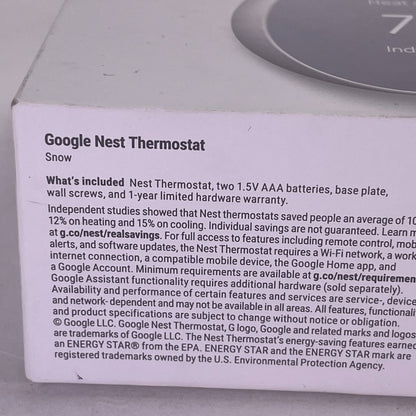 Heat
7
Ind
Google Nest Thermostat
Snow
What's included Nest Thermostat, two 1.5V AAA batteries, base plate,
wall screws, and 1-year limited hardware warranty.
Independent studies showed that Nest thermostats saved people an average of 10
12% on heating and 15% on cooling. Individual savings are not guaranteed. Learn m
at g.co/nest/realsavings. For full access to features including remote control, mob
alerts, and software updates, the Nest Thermostat requires a Wi-Fi network, a work
internet connection, a compatible mobile device, the Google Home app, and
a Google Account. Minimum requirements are available at g.co/nest/requiremen
Google Assistant functionality requires additional hardware (sold separately).
Availability and performance of certain features and services are service-, device
and network- dependent and may not be available in all areas. All features, functionalit
and product specifications are subject to change without notice or obligation.
© Google LLC. Google Nest Thermostat, G logo, Google and related marks and logos
are trademarks of Google LLC. The Nest Thermostat's energy-saving features earned
an ENERGY STAR® from the EPA. ENERGY STAR and the ENERGY STAR mark are
registered trademarks owned by the U.S. Environmental Protection Agency.